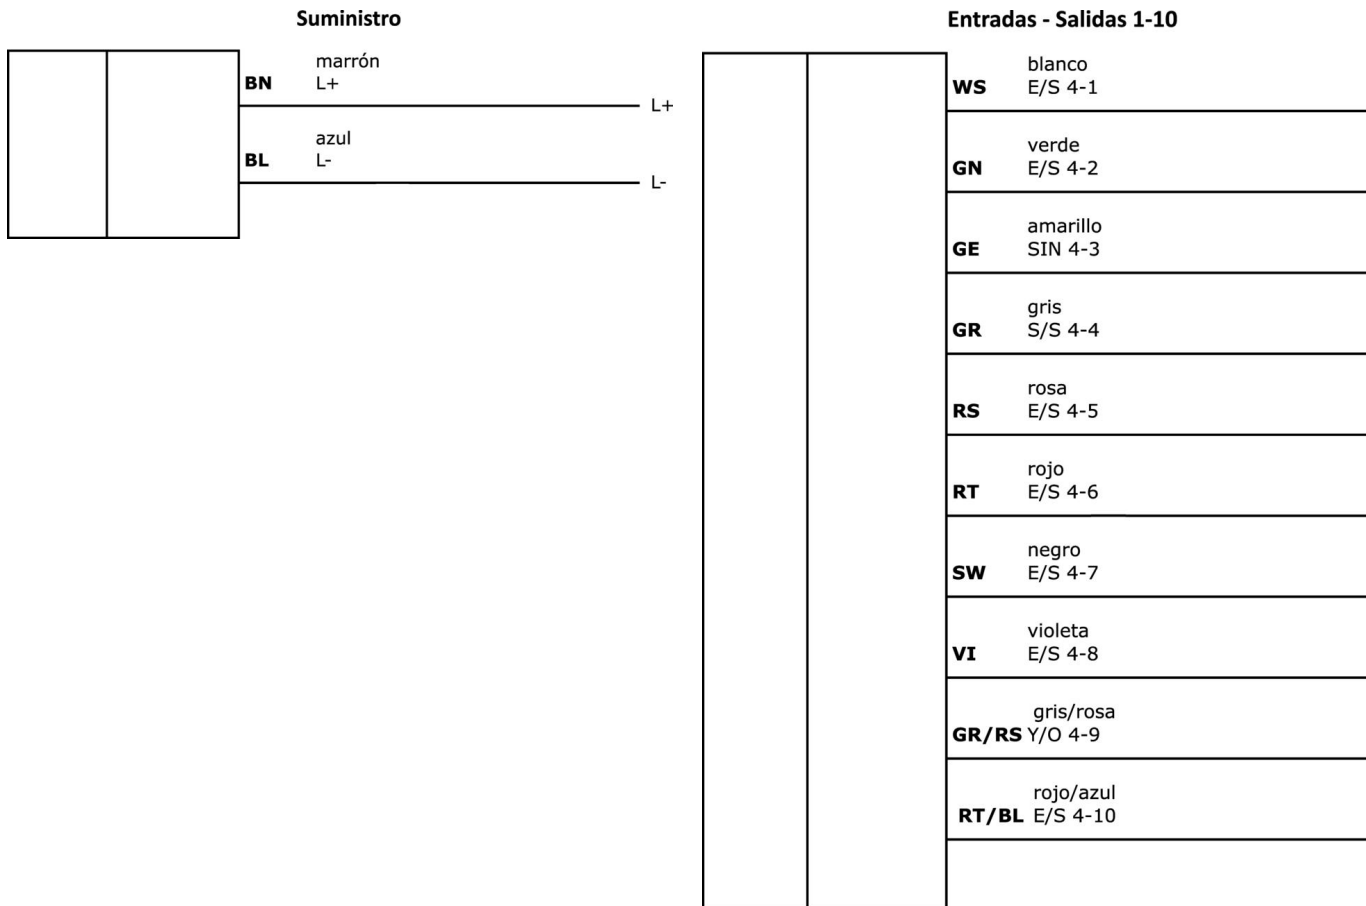 Suministro
BN
marrón
L+
L+
BL
azul
L-
L-
Entradas - Salidas 1-10
WS
blanco
E/S 4-1
GN
verde
E/S 4-2
GE
amarillo
SIN 4-3
GR
gris
S/S 4-4
RS
rosa
E/S 4-5
RT
rojo
E/S 4-6
SW
negro
E/S 4-7
VI
violeta
E/S 4-8
gris/rosa
GR/RS Y/O 4-9
rojo/azul
RT/BL E/S 4-10